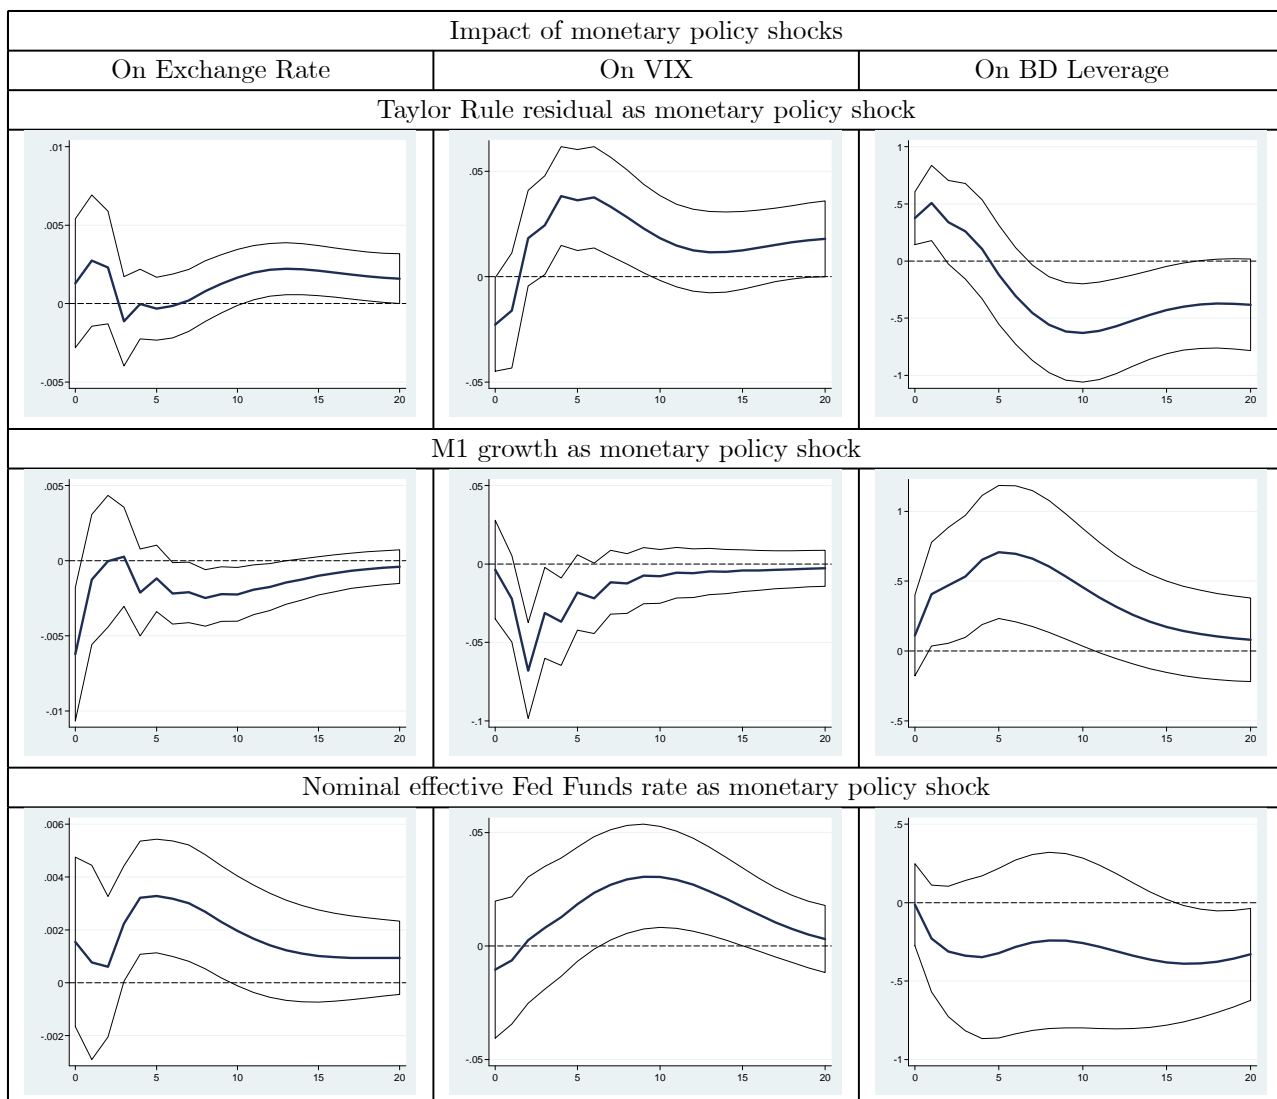 Impact of monetary policy shocks
On Exchange Rate
On VIX
On BD Leverage
Taylor Rule residual as monetary policy shock
.01
.005
0
-.005
0 5 10 15 20
.05
0
-.05
0 5 10 15 20
1
.5
0
-.5
-1
0 5 10 15 20
M1 growth as monetary policy shock
.005
0
-.005
-.01
0 5 10 15 20
.05
0
-.05
-.1
0 5 10 15 20
1
.5
0
-.5
0 5 10 15 20
Nominal effective Fed Funds rate as monetary policy shock
.006
.004
.002
0
-.002
0 5 10 15 20
.05
0
-.05
0 5 10 15 20
.5
0
-.5
-1
0 5 10 15 20